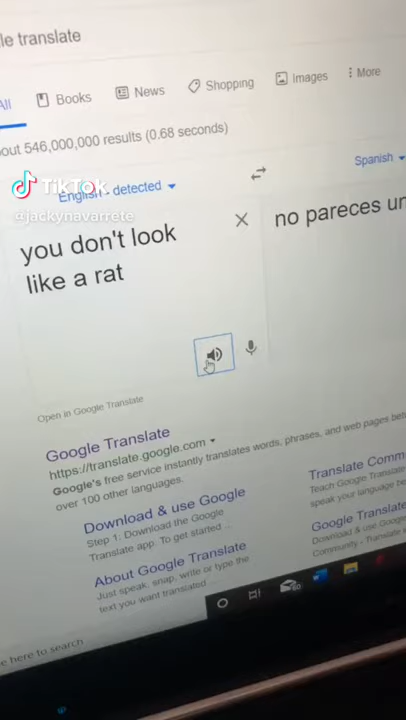 le translate
All
Books
News
Shopping
Images
More
out 546,000,000 results (0.68 seconds)
TikTok
@jackynavarrete
English - detected
Spanish
you don't look
like a rat
no pareces un
Open in Google Translate
Google Translate
https://translate.google.com
Google's free service instantly translates words, phrases, and web pages betw
over 100 other languages.
Download & use Google
Step 1: Download the Google
Translate app. To get started ...
About Google Translate
Just speak, snap, write or type the
text you want translated ...
Translate Comm
Teach Google Translate
speak your language be
Google Translate
Download & use Google
Community - Translate
e here to search